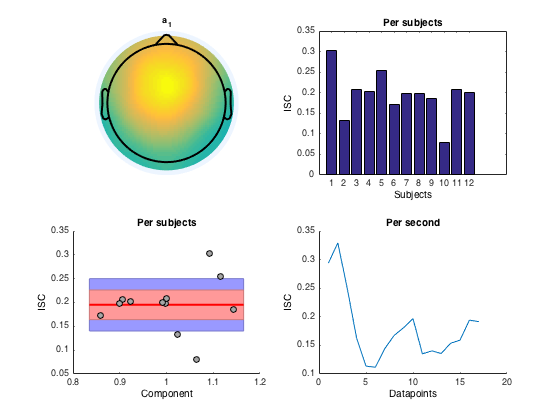 a1
Per subjects
0.35
0.3
0.25
0.2
0.15
0.1
0.05
0
ISC
1 2 3 4 5 6 7 8 9 10 11 12
Subjects
Per subjects
0.35
0.3
0.25
0.2
0.15
0.1
0.05
ISC
0.8 0.9 1 1.1 1.2
Component
Per second
0.35
0.3
0.25
0.2
0.15
0.1
ISC
0 5 10 15 20
Datapoints